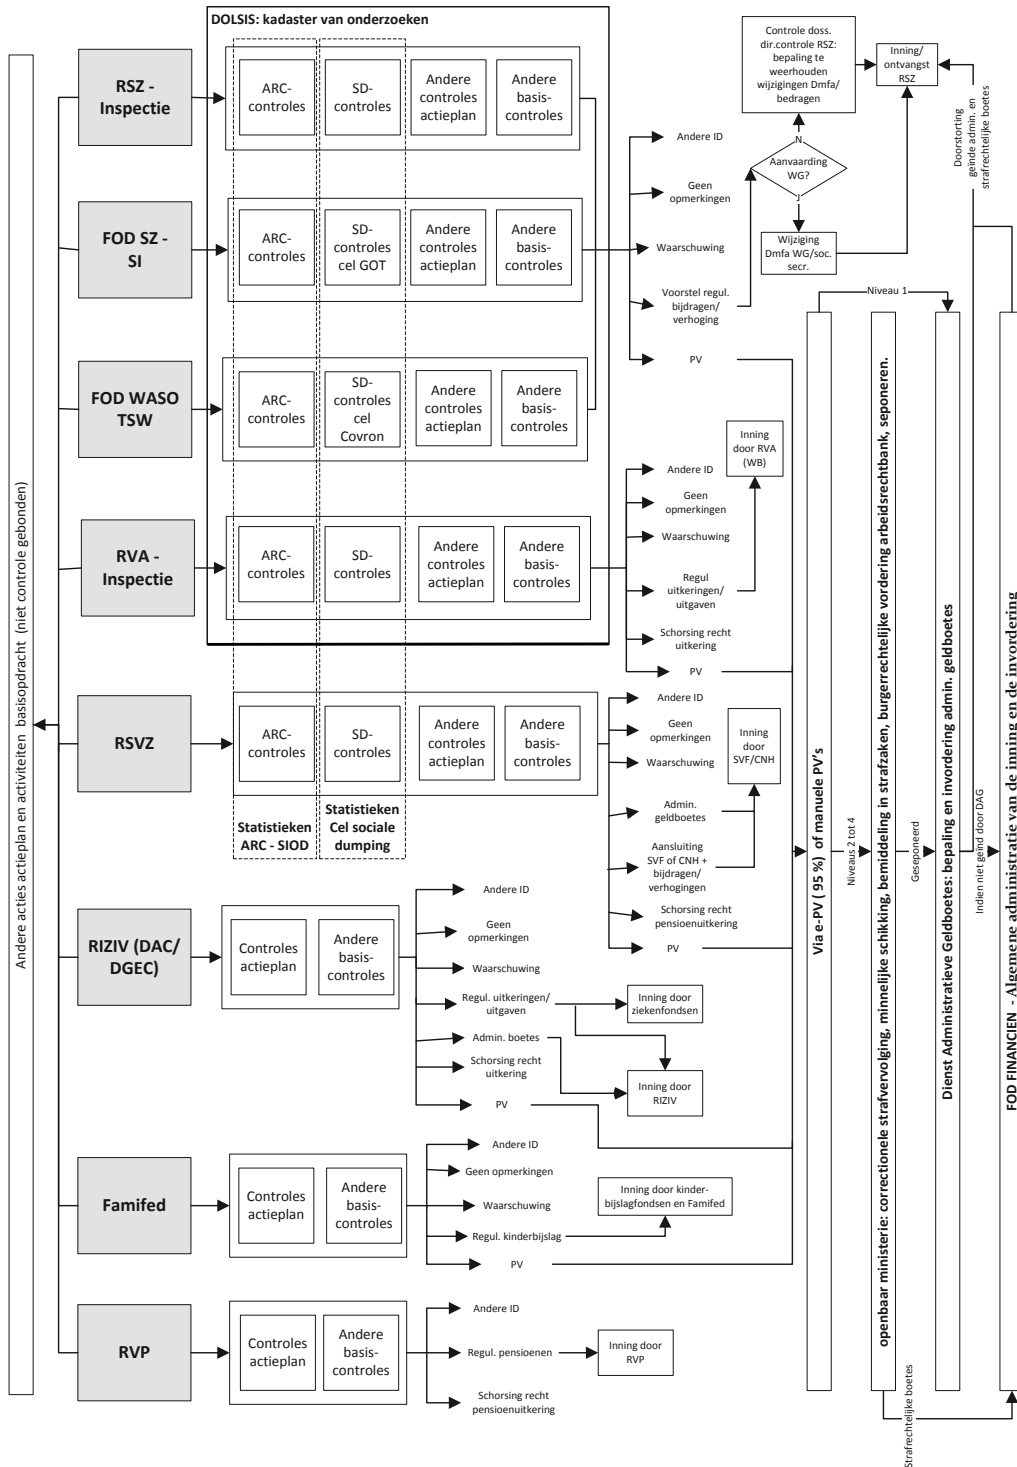 DOLSIS: kadaster van onderzoeken
Andere acties actieplan en activiteiten  basisopdracht  (niet controle gebonden)
RSZ -
Inspectie
ARC-
controles
SD-
controles
Andere
controles
actieplan
Andere
basis-
controles
FOD SZ -
SI
ARC-
controles
SD-
controles
cel GOT
Andere
controles
actieplan
Andere
basis-
controles
FOD WASO
TSW
ARC-
controles
SD-
controles
cel
Covron
Andere
controles
actieplan
Andere
basis-
controles
RVA -
Inspectie
ARC-
controles
SD-
controles
Andere
controles
actieplan
Andere
basis-
controles
RSVZ
ARC-
controles
SD-
controles
Andere
controles
actieplan
Andere
basis-
controles
Statistieken
ARC - SIOD
Statistieken
Cel sociale
dumping
RIZIV (DAC/
DGEC)
Controles
actieplan
Andere
basis-
controles
Famifed
Controles
actieplan
Andere
basis-
controles
RVP
Controles
actieplan
Andere
basis-
controles
Andere ID
Geen
opmerkingen
Waarschuwing
Voorstel regul.
bijdragen/
verhoging
PV
Controle doss.
dir.controle RSZ:
bepaling te
weerhouden
wijzigingen Dmfa/
bedragen
N
Aanvaarding
WG?
J
Wijziging
Dmfa WG/soc.
secr.
Inning/
ontvangst
RSZ
Doorstorting
geïnde admin. en
strafrechtelijke boetes
Andere ID
Geen
opmerkingen
Waarschuwing
Regul
uitkeringen/
uitgaven
Schorsing recht
uitkering
PV
Inning
door RVA
(WB)
Andere ID
Geen
opmerkingen
Waarschuwing
Admin.
geldboetes
Aansluiting
SVF of CNH +
bijdragen/
verhogingen
Schorsing recht
pensioenuitkering
PV
Inning
door
SVF/CNH
Andere ID
Geen
opmerkingen
Waarschuwing
Regul. uitkeringen/
uitgaven
Admin. boetes
Schorsing recht
uitkering
PV
Inning door
ziekenfondsen
Inning door
RIZIV
Andere ID
Geen opmerkingen
Waarschuwing
Regul. kinderbijslag
PV
Inning door kinder-
bijslagfondsen en Famifed
Andere ID
Regul. pensioenen
Schorsing recht
pensioenuitkering
Inning door
RVP
Niveau 1
Via e-PV ( 95 %)  of manuele PV's
Niveaus 2 tot 4
openbaar ministerie: correctionele strafvervolging, minnelijke schikking, bemiddeling in strafzaken, burgerrechtelijke vordering arbeidsrechtbank, seponeren.
Geseponeerd
Dienst Administratieve Geldboetes: bepaling en invordering admin. geldboetes
Indien niet geïnd door DAG
FOD FINANCIEN  - Algemene administratie van de inning en de invordering
Strafrechtelijke boetes